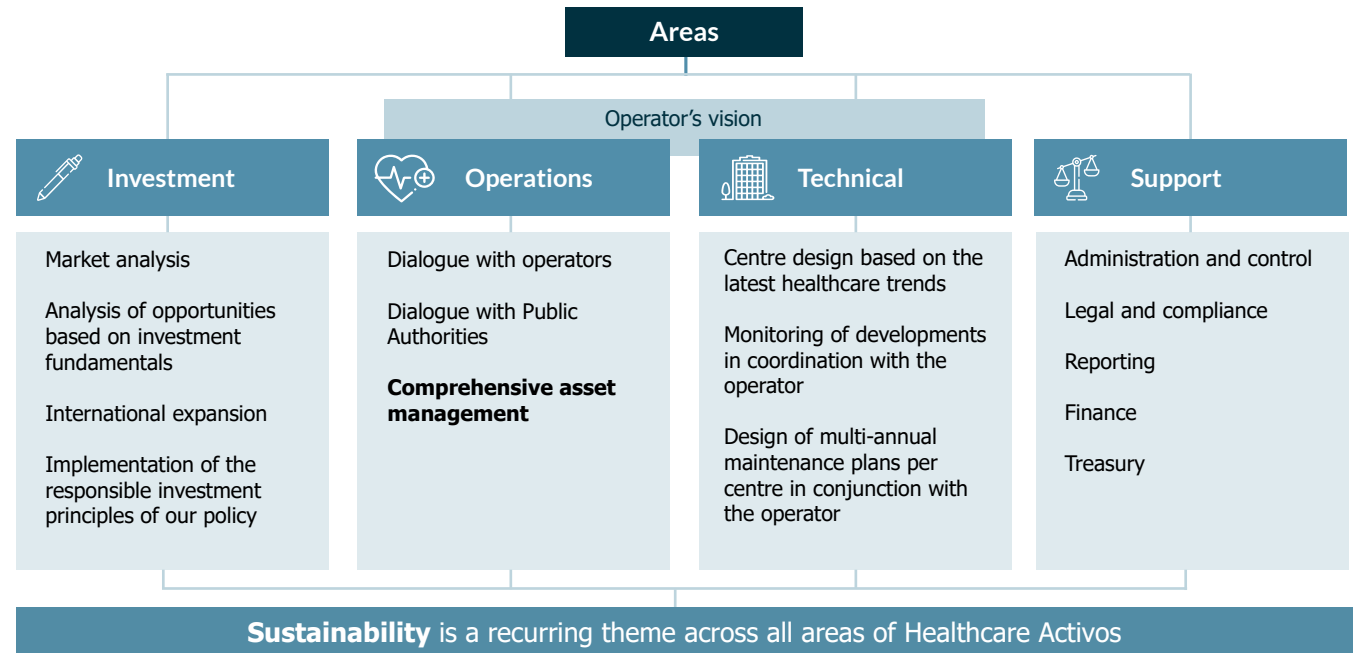 Areas
Operator’s vision
Investment
Operations
Technical
Support
Market analysis
Analysis of opportunities
based on investment
fundamentals
International expansion
Implementation of the
responsible investment
principles of our policy
Dialogue with operators
Dialogue with Public
Authorities
Comprehensive asset
management
Centre design based on the
latest healthcare trends
Monitoring of developments
in coordination with the
operator
Design of multi-annual
maintenance plans per
centre in conjunction with
the operator
Administration and control
Legal and compliance
Reporting
Finance
Treasury
Sustainability is a recurring theme across all areas of Healthcare Activos